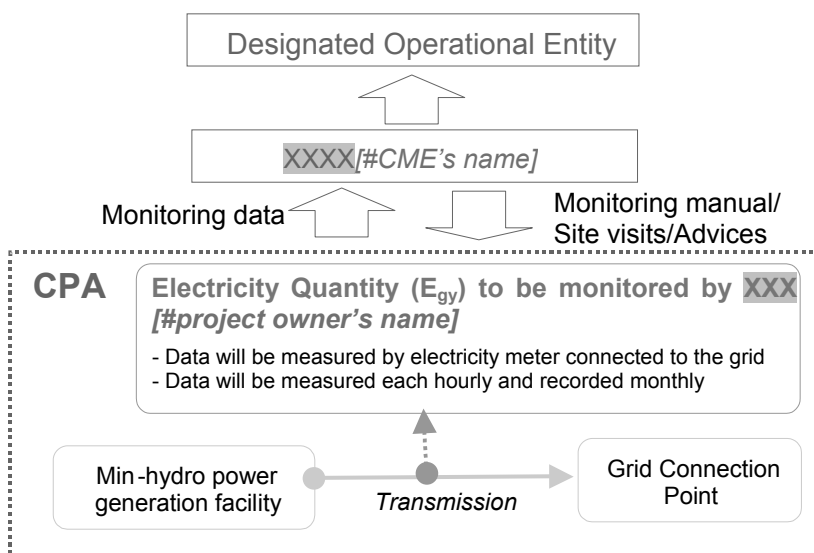 Designated Operational Entity
XXXX[#CME's name]
Monitoring data
Monitoring manual/
Site visits/Advices
CPA
Electricity Quantity (Egy) to be monitored by XXX
[#project owner's name]
- Data will be measured by electricity meter connected to the grid
- Data will be measured each hourly and recorded monthly
Min-hydro power
generation facility
Transmission
Grid Connection
Point